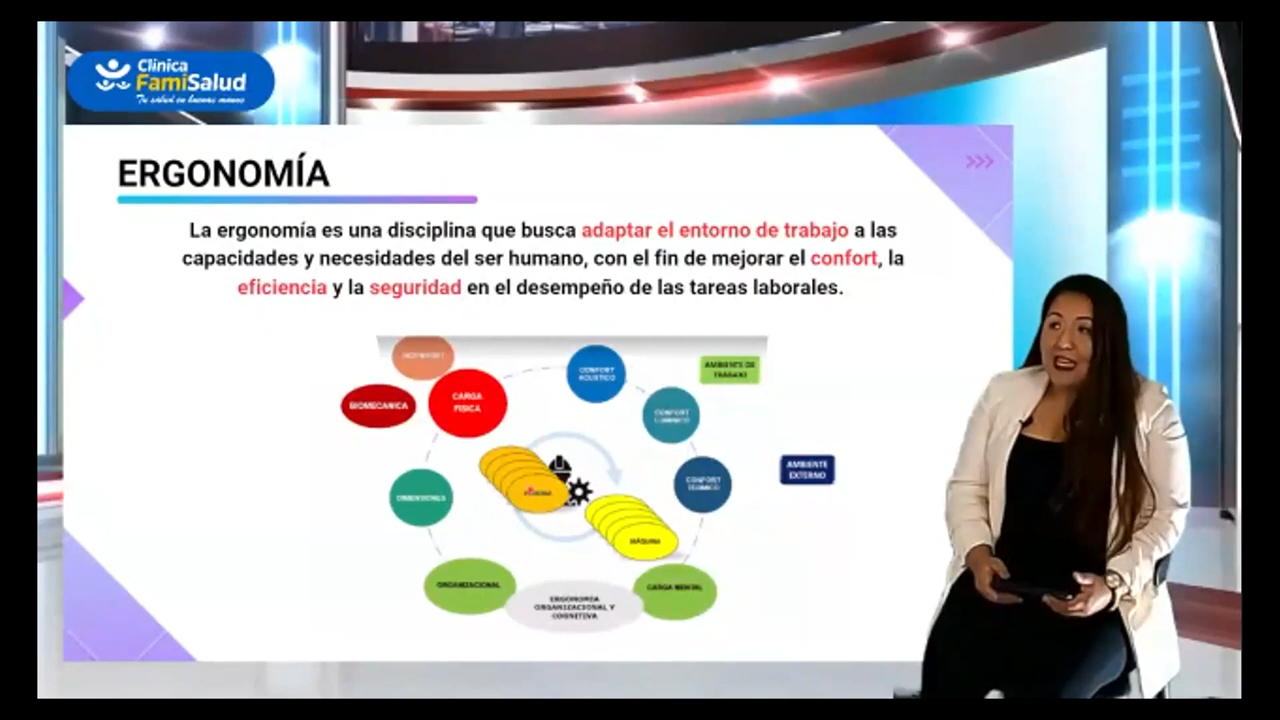 Clínica
FamiSalud
Tu salud en buenas manos
ERGONOMÍA
La ergonomía es una disciplina que busca adaptar el entorno de trabajo a las
capacidades y necesidades del ser humano, con el fin de mejorar el confort, la
eficiencia y la seguridad en el desempeño de las tareas laborales.
CONFORT
AMBIENTE DE
TRABAJO
CARGA
FISICA
BIOMECANICA
CONFORT
AMBIENTE
EXTERNO
CONFORT
TERMICO
DIMENSIONES
MÁQUINA
ORGANIZACIONAL
CARGA MENTAL
ERGONOMIA
ORGANIZACIONAL Y
COGNITIVA